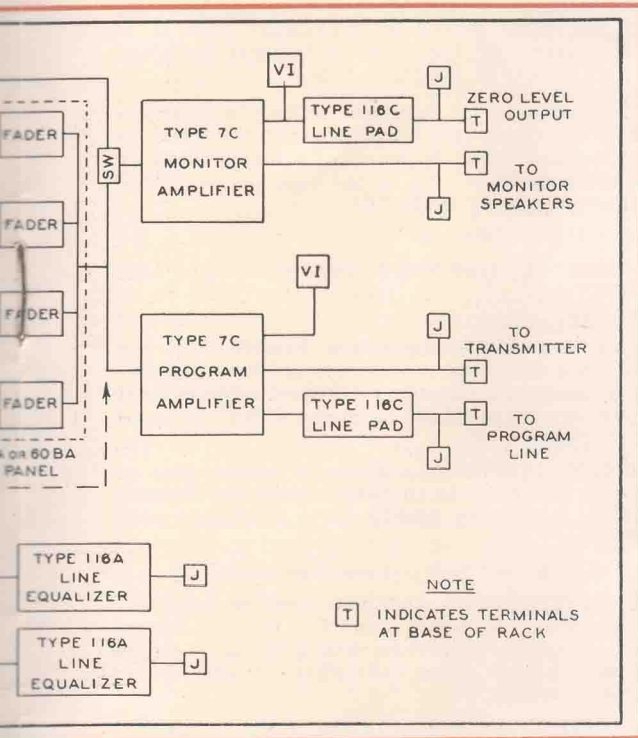 VI
J
TYPE 116C
LINE PAD
ZERO LEVEL
OUTPUT
T
FADER
TYPE 7C
MONITOR
AMPLIFIER
SW
T
TO
MONITOR
SPEAKERS
J
FADER
VI
FADER
TYPE 7C
PROGRAM
AMPLIFIER
J
TO
TRANSMITTER
T
FADER
TYPE 116C
LINE PAD
T
TO
PROGRAM
LINE
J
OR 60 BA
PANEL
TYPE 116A
LINE
EQUALIZER
J
NOTE
T INDICATES TERMINALS
AT BASE OF RACK
TYPE 116A
LINE
EQUALIZER
J